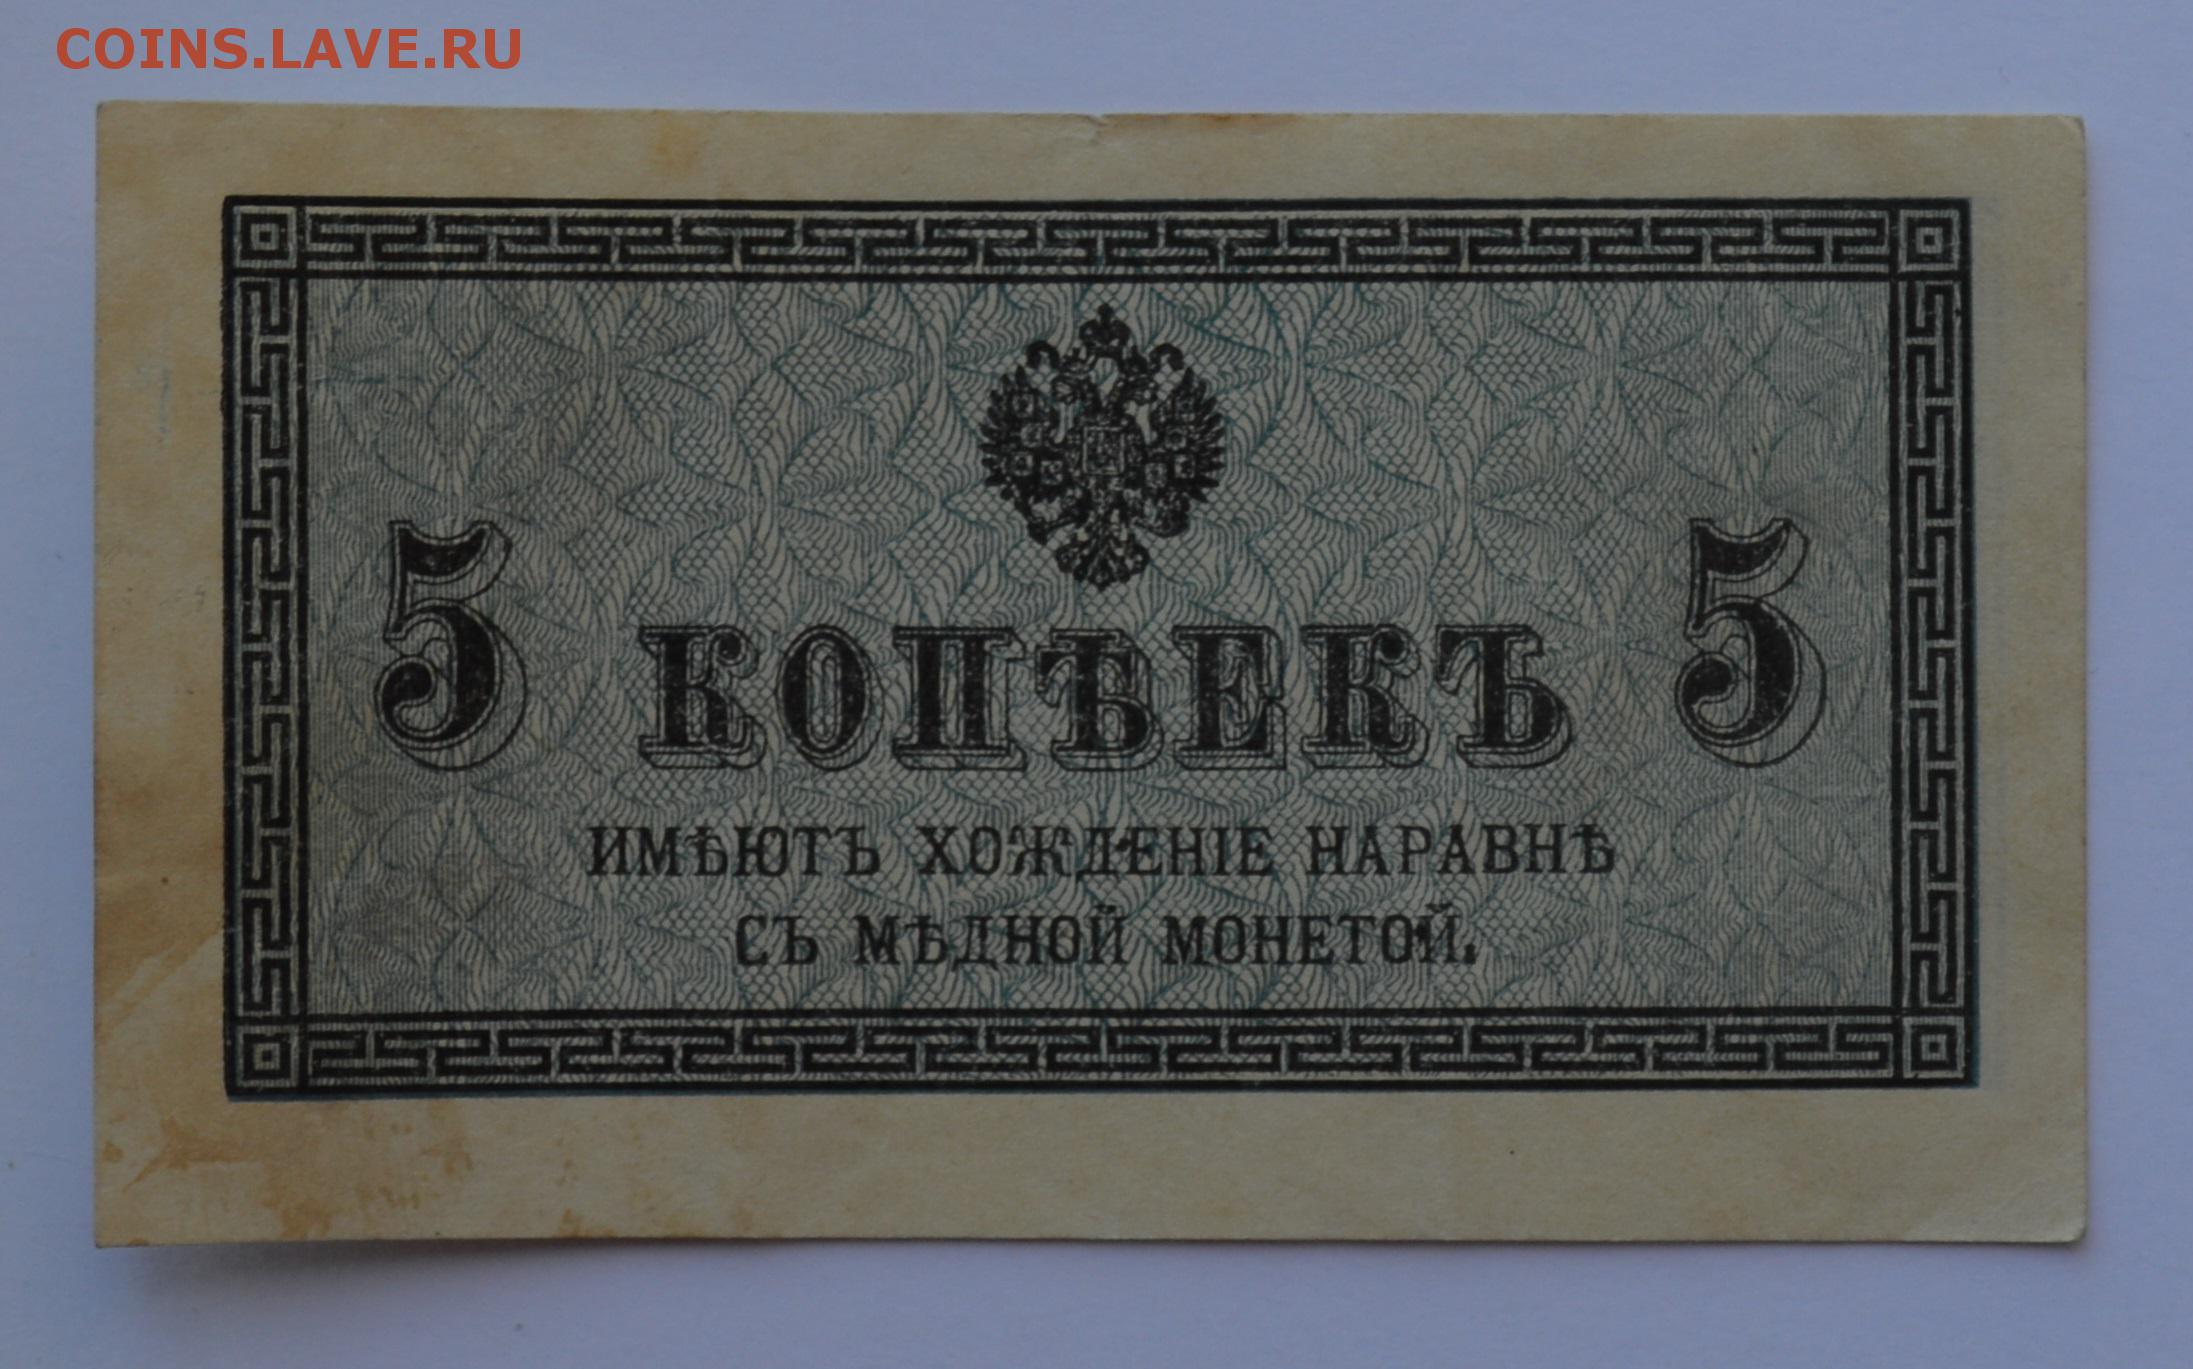 COINS.LAVE.RU
5 КОПѢЕКЪ 5
ИМѢЮТЪ ХОЖДЕНІЕ НАРАВНѢ
СЪ МѢДНОЙ МОНЕТОЙ.